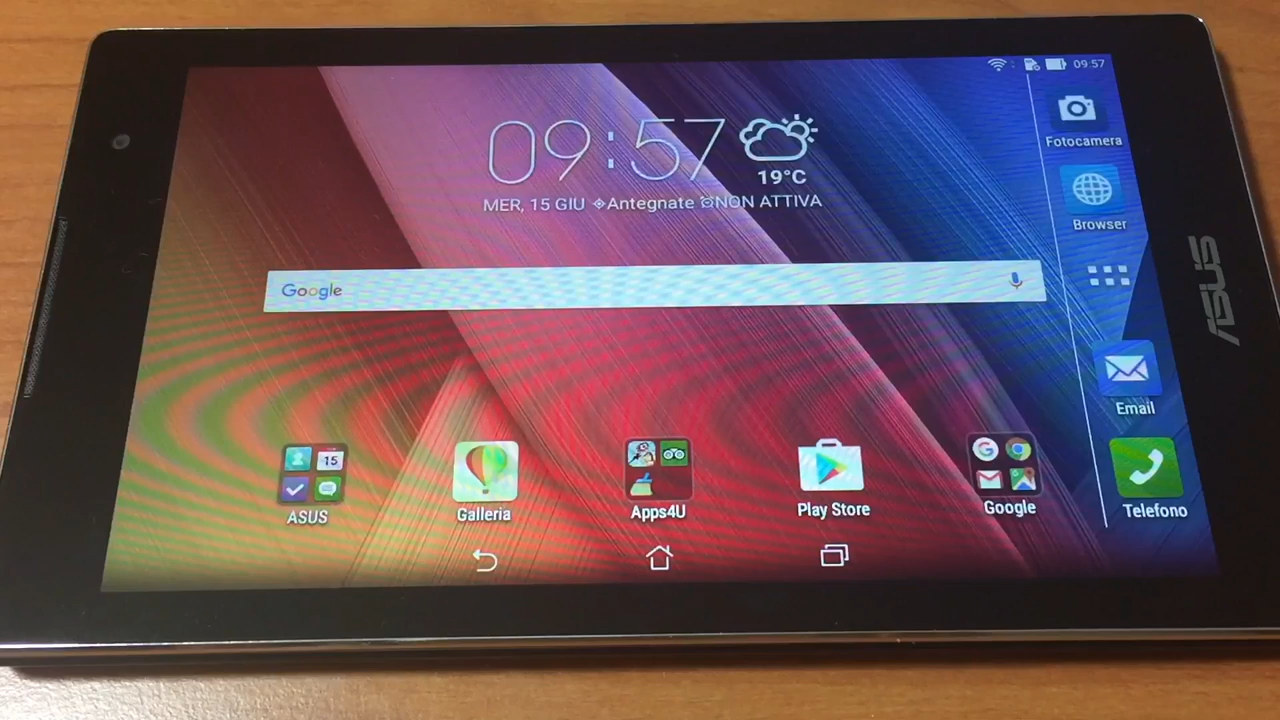 09:57
Fotocamera
09:57
19°C
MER, 15 GIU Antegnate NON ATTIVA
Browser
Google
ASUS
Email
15
ASUS
Galleria
Apps4U
Play Store
Google
Telefono